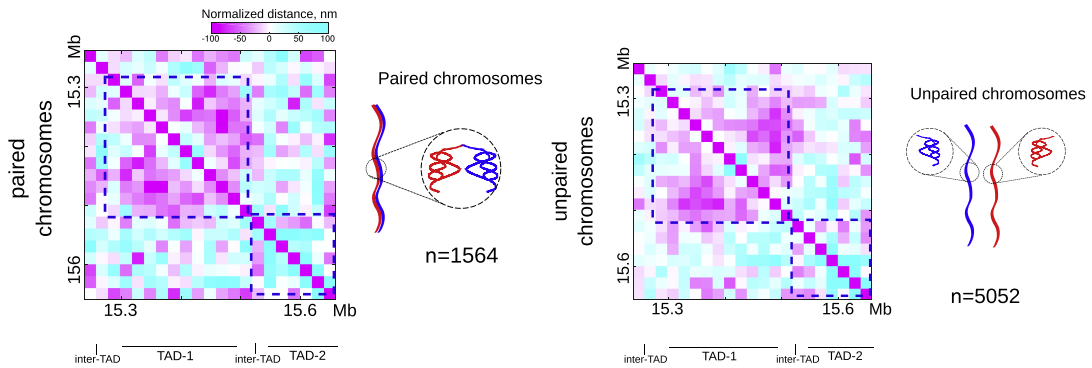 Normalized distance, nm
-100 -50 0 50 100
Mb
15.3
156
paired
chromosomes
15.3 15.6 Mb
inter-TAD TAD-1 inter-TAD TAD-2
Paired chromosomes
n=1564
Mb
15.3
15.6
unpaired
chromosomes
15.3 15.6 Mb
inter-TAD TAD-1 inter-TAD TAD-2
Unpaired chromosomes
n=5052